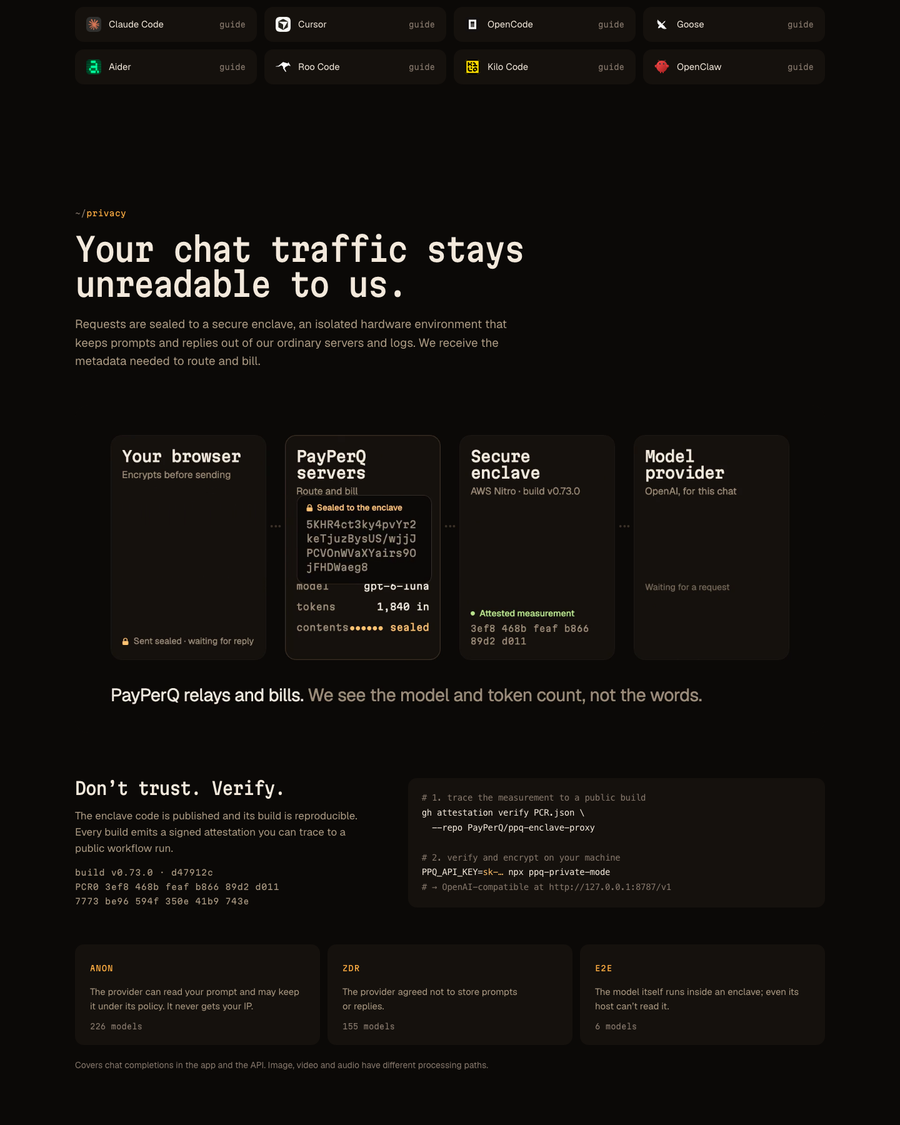 Claude Code guide
Cursor guide
OpenCode guide
Goose guide
Aider guide
Roo Code guide
Kilo Code guide
OpenClaw guide
~/privacy
Your chat traffic stays
unreadable to us.
Requests are sealed to a secure enclave, an isolated hardware environment that
keeps prompts and replies out of our ordinary servers and logs. We receive the
metadata needed to route and bill.
Your browser
Encrypts before sending
Sent sealed · waiting for reply
PayPerQ
servers
Route and bill
Sealed to the enclave
5KHR4ct3ky4pvYr2
keTjuzBysUS/wjjJ
PCVOnWVaXYairs9O
jFHDWaeg8
model gpt-6-luna
tokens 1,840 in
contents •••••• sealed
Secure
enclave
AWS Nitro · build v0.73.0
Attested measurement
3ef8 468b feaf b866
89d2 d011
Model
provider
OpenAI, for this chat
Waiting for a request
PayPerQ relays and bills. We see the model and token count, not the words.
Don’t trust. Verify.
The enclave code is published and its build is reproducible.
Every build emits a signed attestation you can trace to a
public workflow run.
build v0.73.0 · d47912c
PCR0 3ef8 468b feaf b866 89d2 d011
7773 be96 594f 350e 41b9 743e
# 1. trace the measurement to a public build
gh attestation verify PCR.json \
--repo PayPerQ/ppq-enclave-proxy
# 2. verify and encrypt on your machine
PPQ_API_KEY=sk-… npx ppq-private-mode
# → OpenAI-compatible at http://127.0.0.1:8787/v1
ANON
The provider can read your prompt and may keep
it under its policy. It never gets your IP.
226 models
ZDR
The provider agreed not to store prompts
or replies.
155 models
E2E
The model itself runs inside an enclave; even its
host can’t read it.
6 models
Covers chat completions in the app and the API. Image, video and audio have different processing paths.